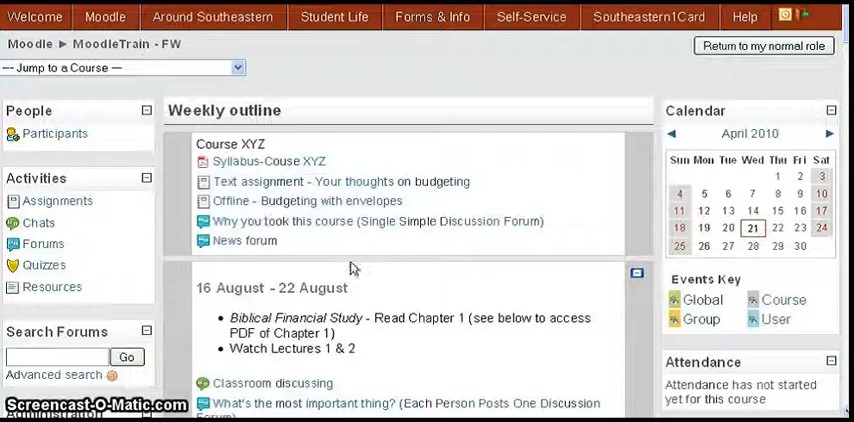 Welcome Moodle Around Southeastern Student Life Forms & Info Self-Service Southeastern1Card Help
Moodle ► MoodleTrain - FW
Return to my normal role
--- Jump to a Course ---
People
Participants
Activities
Assignments
Chats
Forums
Quizzes
Resources
Search Forums
Go
Advanced search
Administration
Weekly outline
Course XYZ
Syllabus-Couse XYZ
Text assignment - Your thoughts on budgeting
Offline - Budgeting with envelopes
Why you took this course (Single Simple Discussion Forum)
News forum
16 August - 22 August
• Biblical Financial Study - Read Chapter 1 (see below to access
PDF of Chapter 1)
• Watch Lectures 1 & 2
Classroom discussing
What's the most important thing? (Each Person Posts One Discussion
Forum)
Calendar
◄ April 2010 ►
Sun Mon Tue Wed Thu Fri Sat
1 2 3
4 5 6 7 8 9 10
11 12 13 14 15 16 17
18 19 20 21 22 23 24
25 26 27 28 29 30
Events Key
Global Course
Group User
Attendance
Attendance has not started
yet for this course
Screencast-O-Matic.com